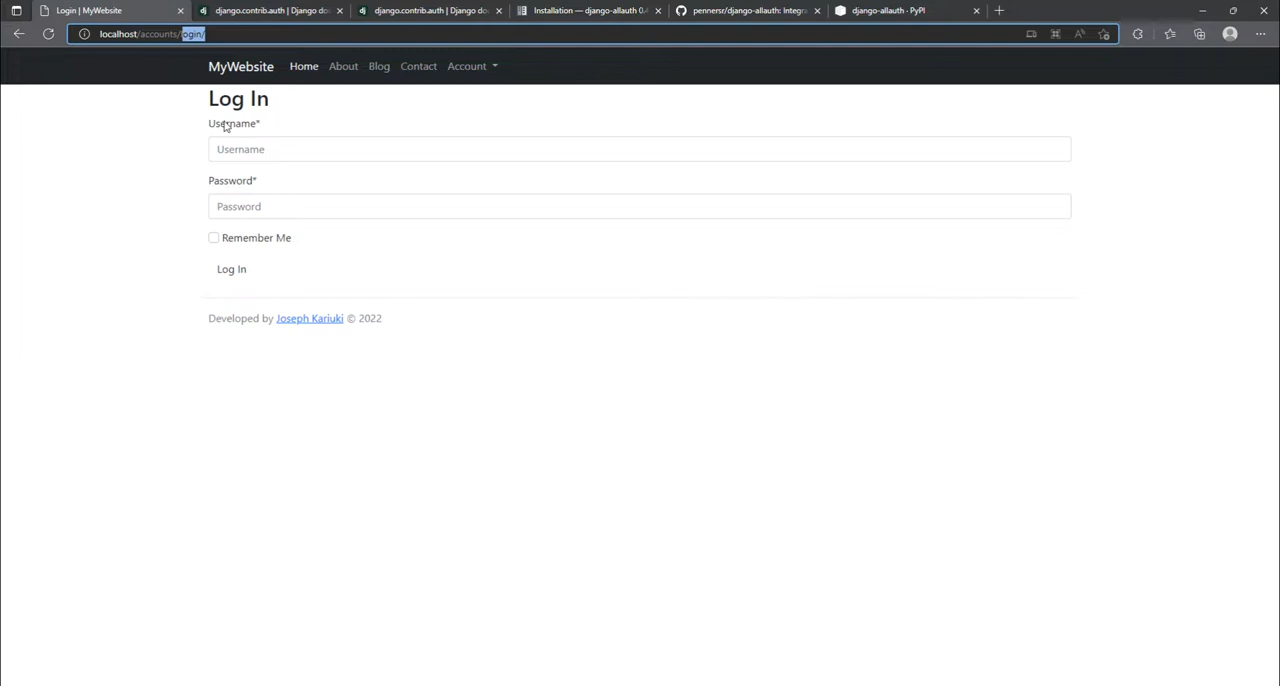 Login | MyWebsite
django.contrib.auth | Django do
django.contrib.auth | Django do
Installation — django-allauth 0.
pennersr/django-allauth: Integra
django-allauth · PyPI
localhost/accounts/login/
MyWebsite Home About Blog Contact Account
Log In
Username*
Username
Password*
Password
Remember Me
Log In
Developed by Joseph Kariuki © 2022